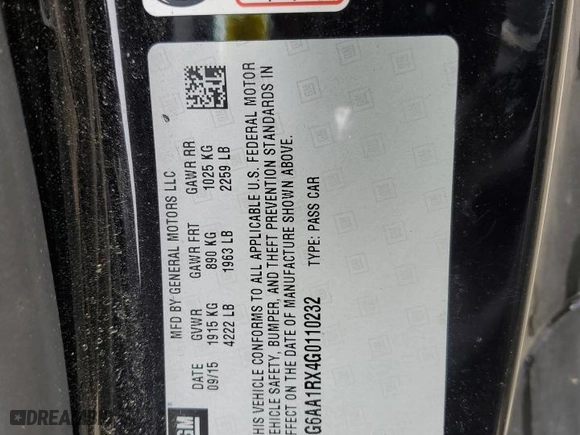 MFD BY GENERAL MOTORS LLC
DATE GVWR GAWR FRT GAWR RR
09/15 1915 KG 890 KG 1025 KG
4222 LB 1963 LB 2259 LB
THIS VEHICLE CONFORMS TO ALL APPLICABLE U.S. FEDERAL MOTOR
VEHICLE SAFETY, BUMPER, AND THEFT PREVENTION STANDARDS IN
EFFECT ON THE DATE OF MANUFACTURE SHOWN ABOVE.
G6AA1RX4G0110232 TYPE: PASS CAR
GM